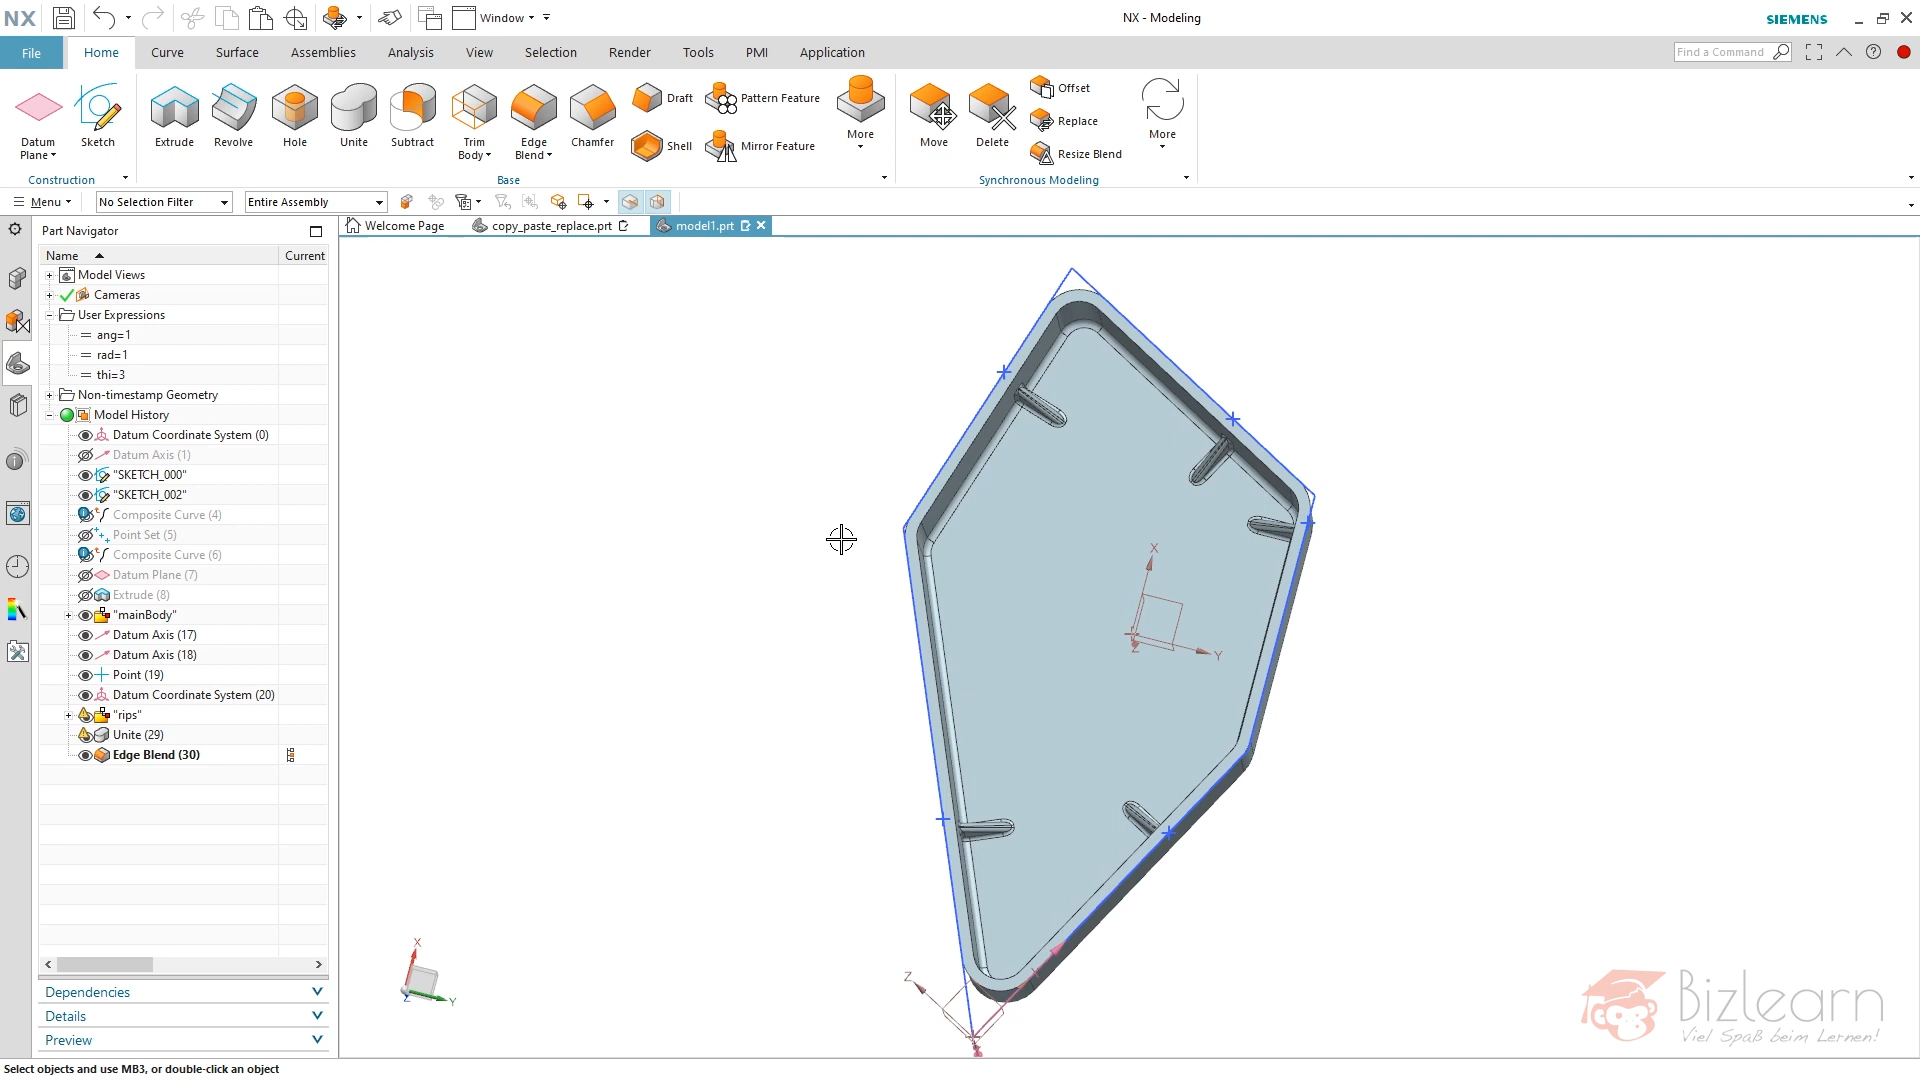 NX
Window
NX - Modeling
SIEMENS
File
Home
Curve
Surface
Assemblies
Analysis
View
Selection
Render
Tools
PMI
Application
Find a Command
Datum Plane
Sketch
Extrude
Revolve
Hole
Unite
Subtract
Trim Body
Edge Blend
Chamfer
Draft
Shell
Pattern Feature
Mirror Feature
More
Move
Delete
Offset
Replace
Resize Blend
More
Construction
Base
Synchronous Modeling
Menu
No Selection Filter
Entire Assembly
Part Navigator
Welcome Page
copy_paste_replace.prt
model1.prt
Name
Current
Model Views
Cameras
User Expressions
ang=1
rad=1
thi=3
Non-timestamp Geometry
Model History
Datum Coordinate System (0)
Datum Axis (1)
"SKETCH_000"
"SKETCH_002"
Composite Curve (4)
Point Set (5)
Composite Curve (6)
Datum Plane (7)
Extrude (8)
"mainBody"
Datum Axis (17)
Datum Axis (18)
Point (19)
Datum Coordinate System (20)
"rips"
Unite (29)
Edge Blend (30)
Dependencies
Details
Preview
X
Y
Z
X
Y
Z
Z
Bizlearn
Viel Spaß beim Lernen!
Select objects and use MB3, or double-click an object